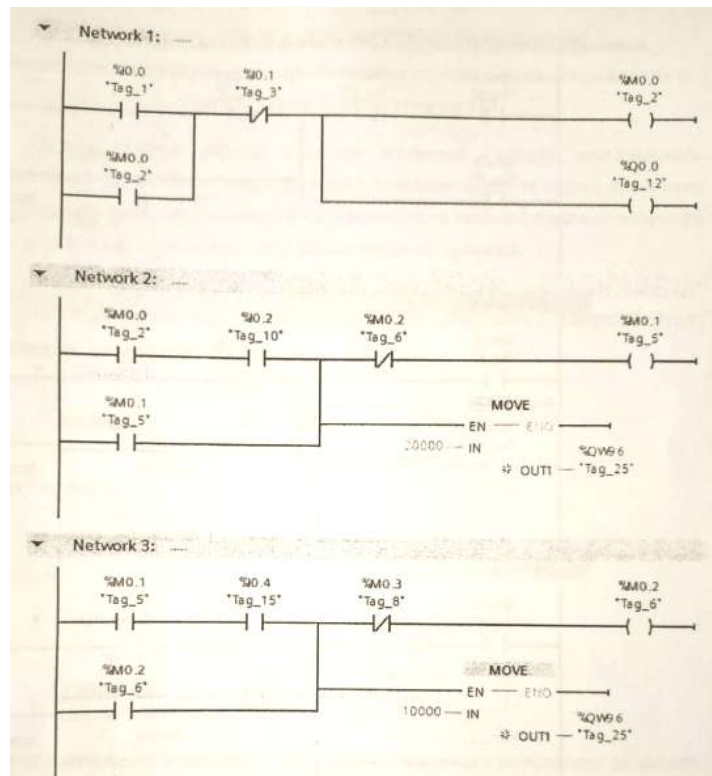 Network 1:
%I0.0 %I0.1 %M0.0
"Tag_1" "Tag_3" "Tag_2"
%M0.0 %Q0.0
"Tag_2" "Tag_12"
Network 2:
%M0.0 %I0.2 %M0.2 %M0.1
"Tag_2" "Tag_10" "Tag_6" "Tag_5"
%M0.1
"Tag_5"
MOVE
EN ENO
20000 IN
%QW96
OUT1 "Tag_25"
Network 3:
%M0.1 %I0.4 %M0.3 %M0.2
"Tag_5" "Tag_15" "Tag_8" "Tag_6"
%M0.2
"Tag_6"
MOVE
EN ENO
10000 IN
%QW96
OUT1 "Tag_25"